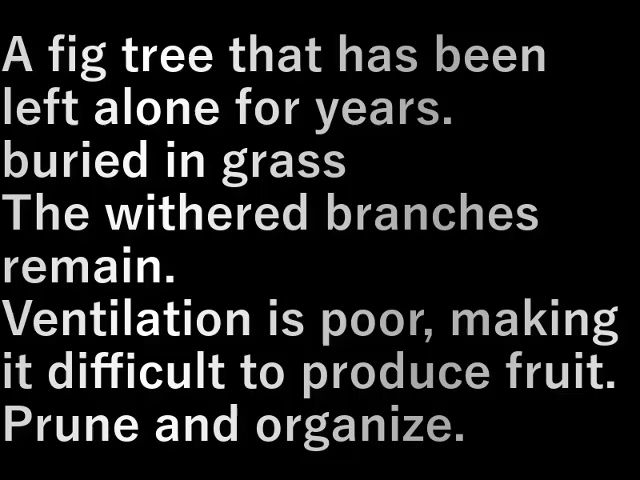 A fig tree that has been
left alone for years.
buried in grass
The withered branches
remain.
Ventilation is poor, making
it difficult to produce fruit.
Prune and organize.